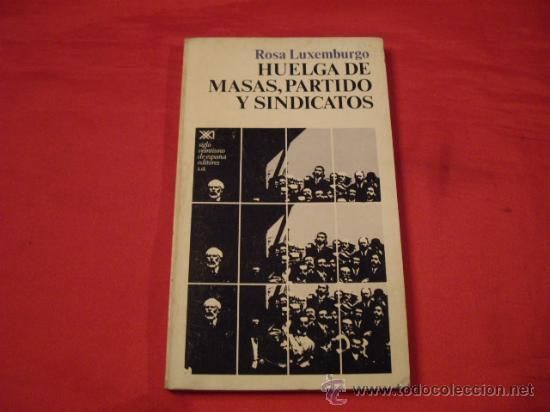 Rosa Luxemburgo
HUELGA DE
MASAS, PARTIDO
Y SINDICATOS
siglo
veintiuno
de españa
editores
s.a.
© www.todocoleccion.net